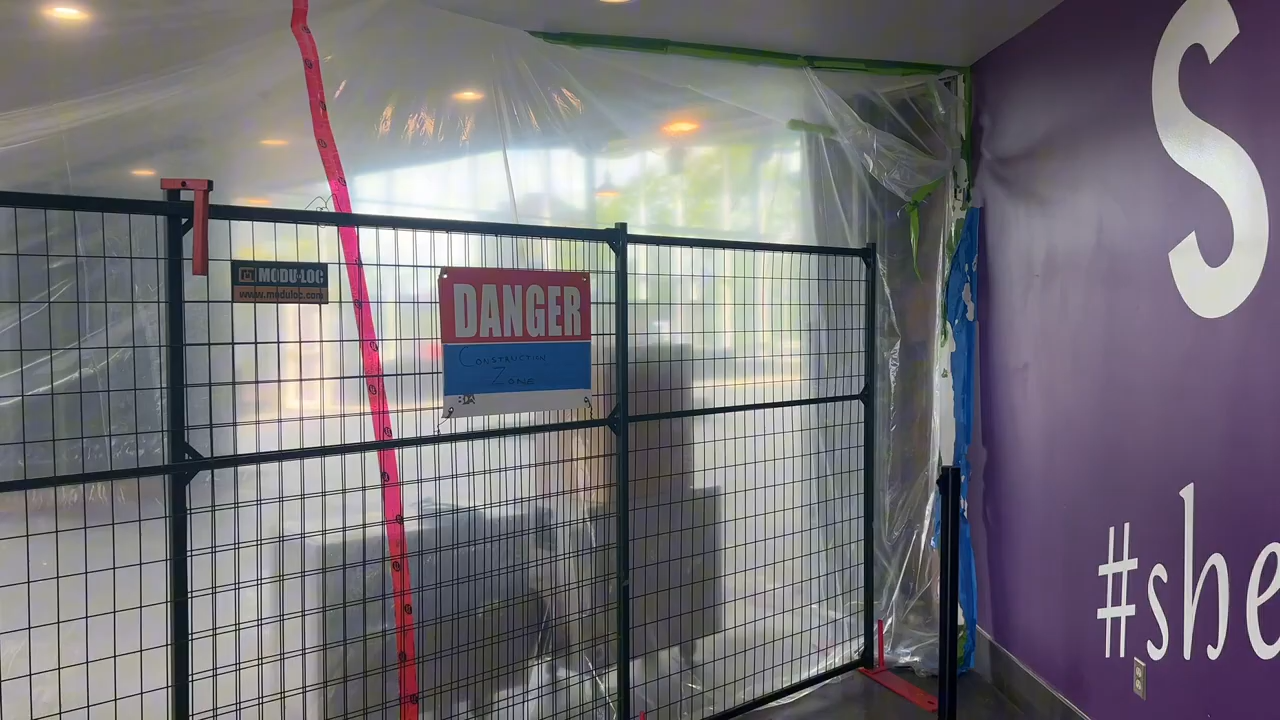 S
MODU-LOC
www.moduloc.com
DANGER
CONSTRUCTION
ZONE
#she